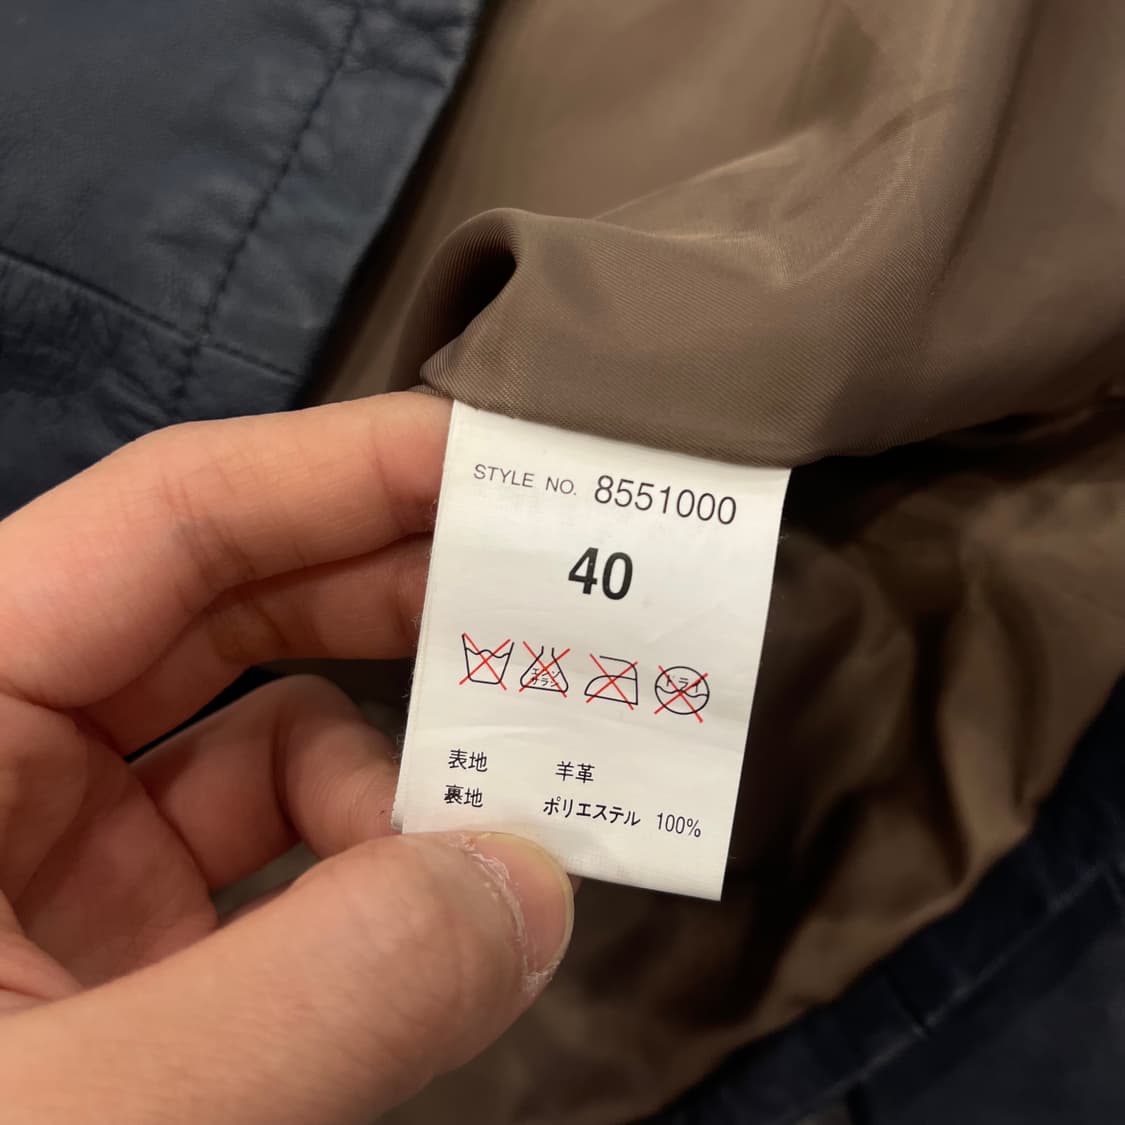 STYLE NO. 8551000
40
エンソ サラシ ドライ
表地 羊革
裏地 ポリエステル 100%